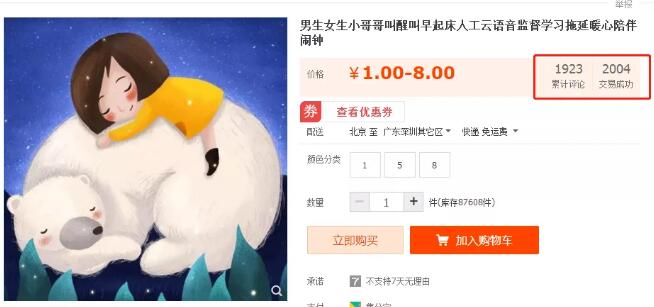 举报
男生女生小哥哥叫醒叫早起床人工云语音监督学习拖延暖心陪伴
闹钟
价格
¥1.00-8.00
1923
累计评论
2004
交易成功
券 查看优惠券
配送
北京 至 广东深圳其它区
快递 免运费
颜色分类
1
5
8
数量
1
件(库存87608件)
立即购买
加入购物车
承诺
7 不支持7天无理由
支付
集分宝